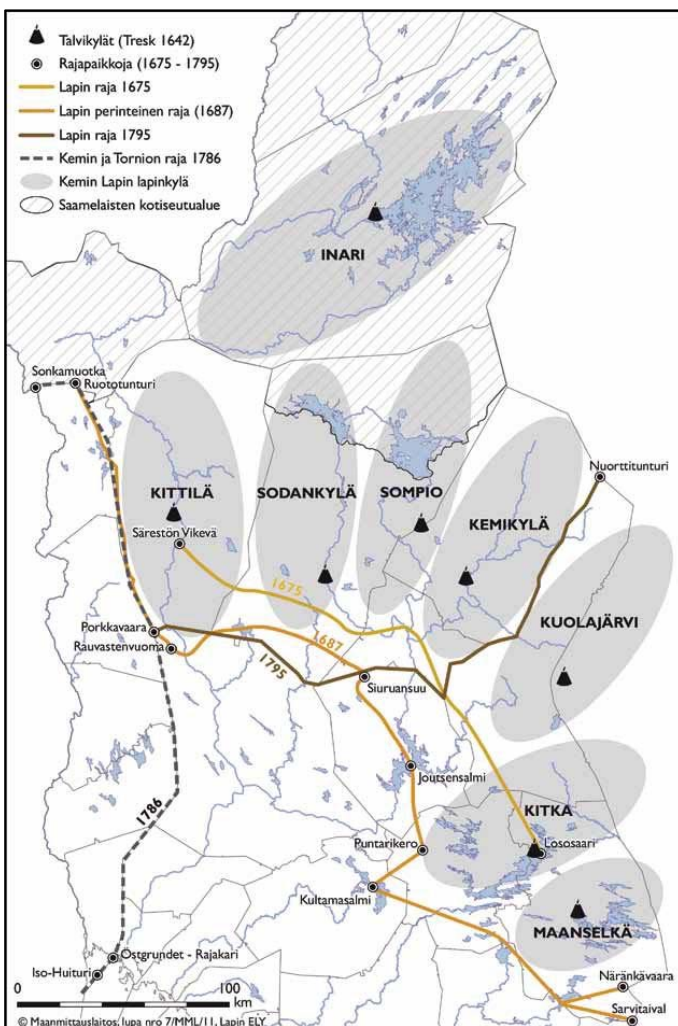 Talvikylät (Tresk 1642)
Rajapaikkoja (1675 - 1795)
Lapin raja 1675
Lapin perinteinen raja (1687)
Lapin raja 1795
Kemin ja Tornion raja 1786
Kemin Lapin lapinkylä
Saamelaisten kotiseutualue
INARI
Sonkamuotka
Ruototunturi
Nuorttitunturi
KITTILÄ
SODANKYLÄ
SOMPIO
KEMIKYLÄ
Särestön Vikevä
1675
KUOLAJÄRVI
Porkkavaara
Rauvastenvuoma
1687
1795
Siuruansuu
Joutsensalmi
1786
KITKA
Puntarikero
Lososaari
Kultamasalmi
MAANSELKÄ
Östgrundet - Rajakari
Iso-Huituri
Näränkävaara
Sarvitaival
0 100
km
© Maanmittauslaitos, lupa nro 7/MML/11, Lapin ELY